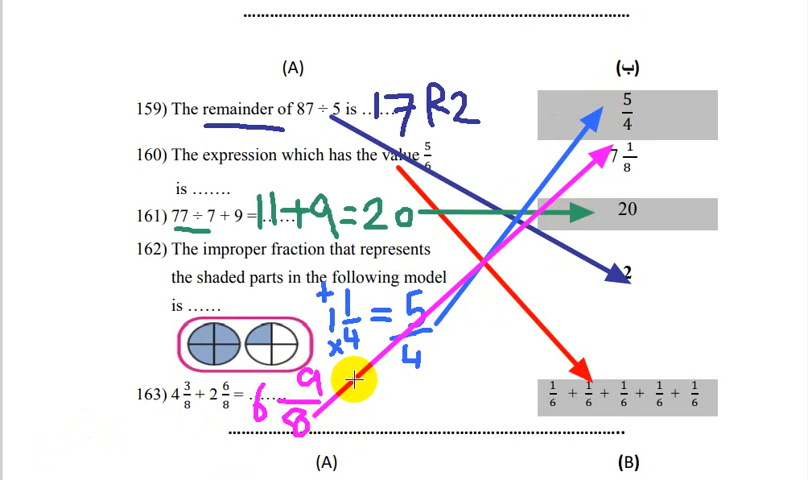 (A) (ب)
159) The remainder of 87 ÷ 5 is ........ 17 R2
5/4
160) The expression which has the value 5/6
7 1/8
is .......
161) 77 ÷ 7 + 9 = ........ 11+9=20
20
162) The improper fraction that represents
the shaded parts in the following model
2
is ......
+ 1 1/4 = 5/4
×
163) 4 3/8 + 2 6/8 = ........ 6 9/8
1/6 + 1/6 + 1/6 + 1/6 + 1/6
(A) (B)